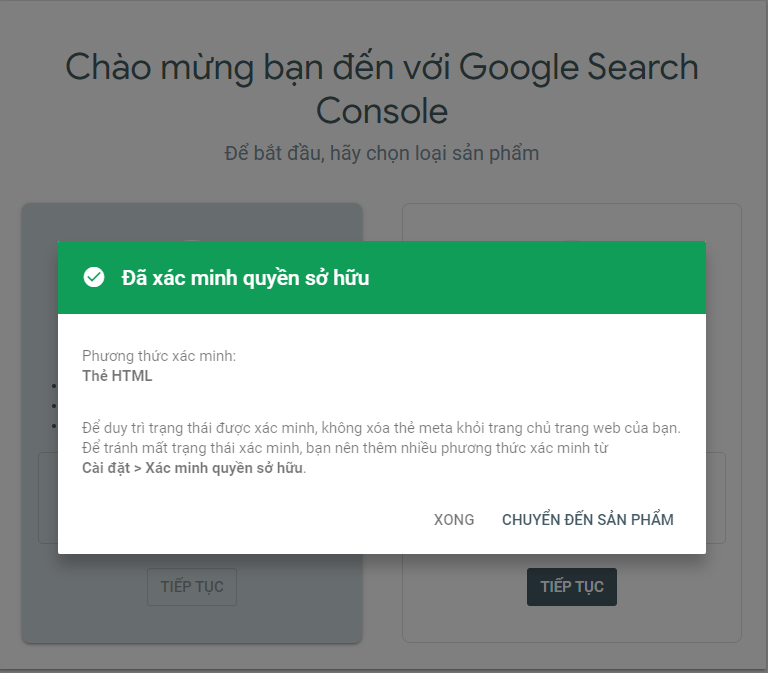 Chào mừng bạn đến với Google Search
Console
Để bắt đầu, hãy chọn loại sản phẩm
Đã xác minh quyền sở hữu
Phương thức xác minh:
Thẻ HTML
Để duy trì trạng thái được xác minh, không xóa thẻ meta khỏi trang chủ trang web của bạn.
Để tránh mất trạng thái xác minh, bạn nên thêm nhiều phương thức xác minh từ
Cài đặt > Xác minh quyền sở hữu.
XONG
CHUYỂN ĐẾN SẢN PHẨM
TIẾP TỤC
TIẾP TỤC